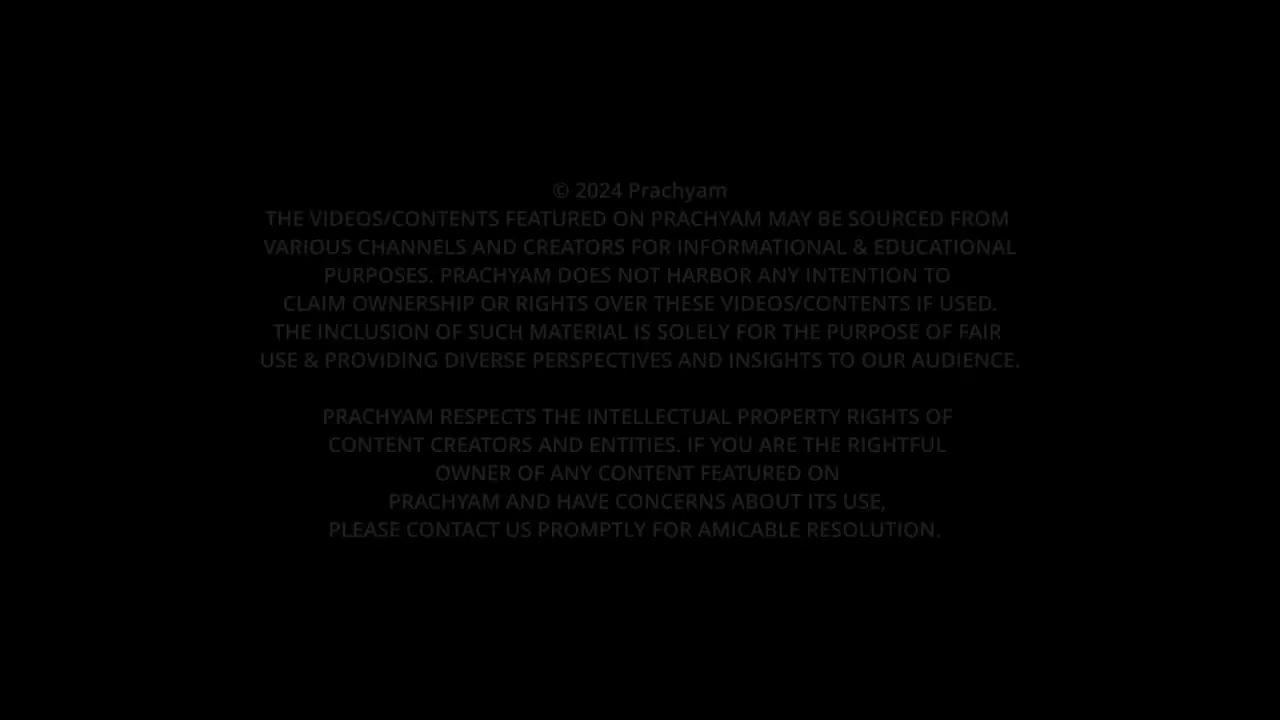 © 2024 Prachyam
THE VIDEOS/CONTENTS FEATURED ON PRACHYAM MAY BE SOURCED FROM
VARIOUS CHANNELS AND CREATORS FOR INFORMATIONAL & EDUCATIONAL
PURPOSES. PRACHYAM DOES NOT HARBOR ANY INTENTION TO
CLAIM OWNERSHIP OR RIGHTS OVER THESE VIDEOS/CONTENTS IF USED.
THE INCLUSION OF SUCH MATERIAL IS SOLELY FOR THE PURPOSE OF FAIR
USE & PROVIDING DIVERSE PERSPECTIVES AND INSIGHTS TO OUR AUDIENCE.
PRACHYAM RESPECTS THE INTELLECTUAL PROPERTY RIGHTS OF
CONTENT CREATORS AND ENTITIES. IF YOU ARE THE RIGHTFUL
OWNER OF ANY CONTENT FEATURED ON
PRACHYAM AND HAVE CONCERNS ABOUT ITS USE,
PLEASE CONTACT US PROMPTLY FOR AMICABLE RESOLUTION.